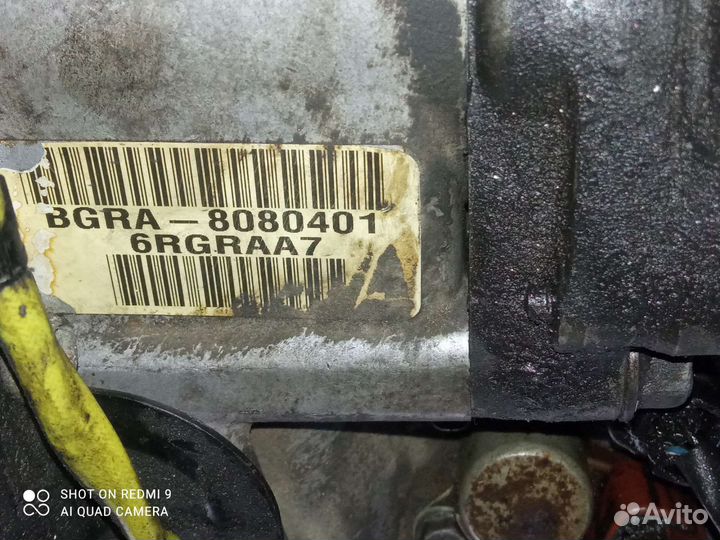 BGRA-8080401
6RGRAA7
A
SHOT ON REDMI 9
AI QUAD CAMERA
Avito